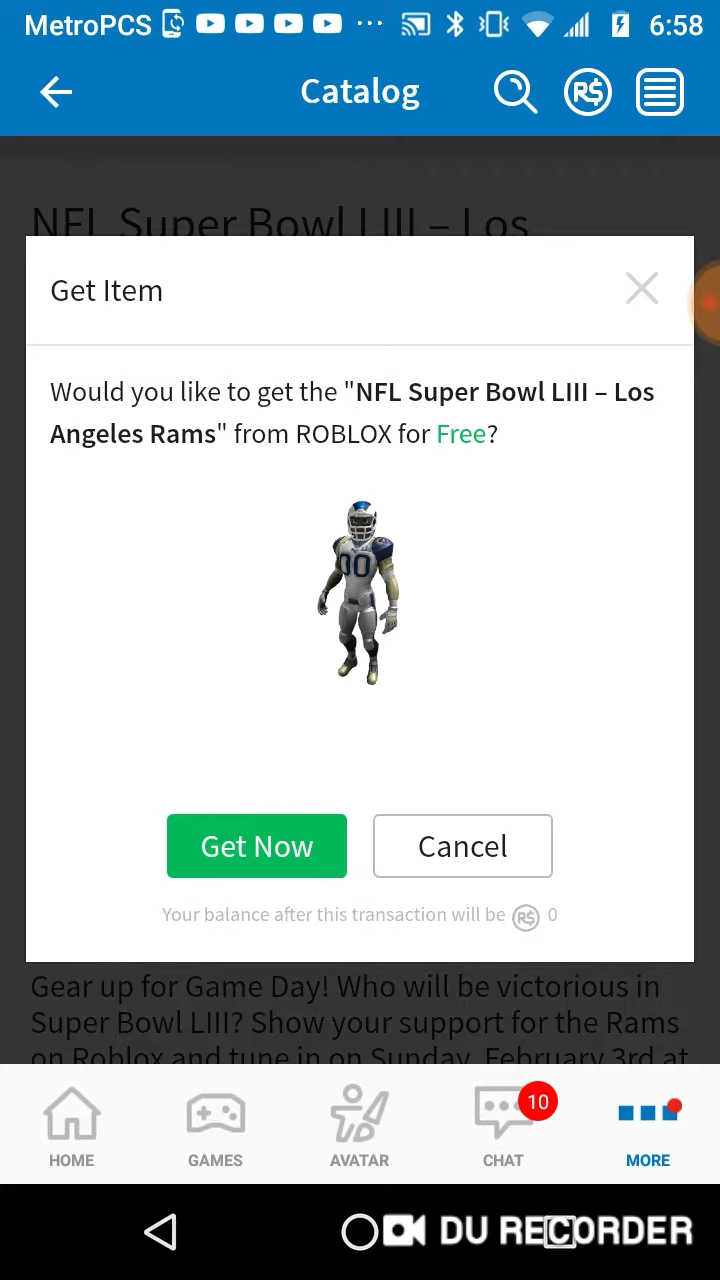 MetroPCS 6:58
Catalog R$
NFL Super Bowl LIII – Los
Get Item
Would you like to get the "NFL Super Bowl LIII – Los
Angeles Rams" from ROBLOX for Free?
00
Get Now Cancel
Your balance after this transaction will be R$ 0
Gear up for Game Day! Who will be victorious in
Super Bowl LIII? Show your support for the Rams
on Roblox and tune in on Sunday, February 3rd at
10
HOME GAMES AVATAR CHAT MORE
DU RECORDER